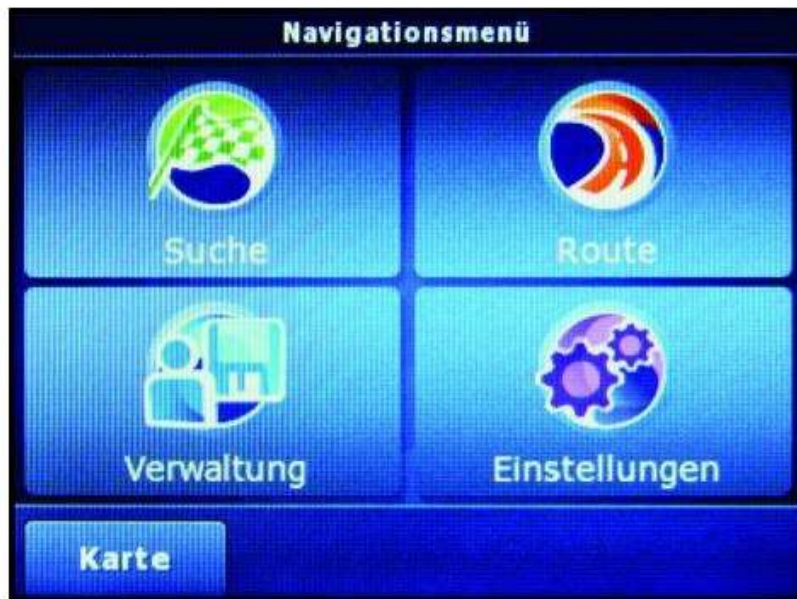 Navigationsmenü
Suche
Route
Verwaltung
Einstellungen
Karte